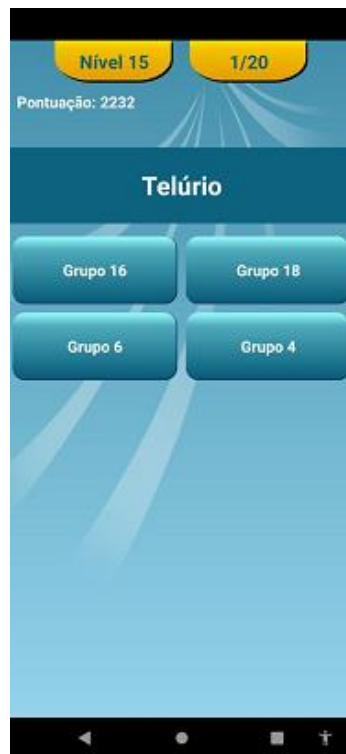 Nível 15
1/20
Pontuação: 2232
Telúrio
Grupo 16
Grupo 18
Grupo 6
Grupo 4